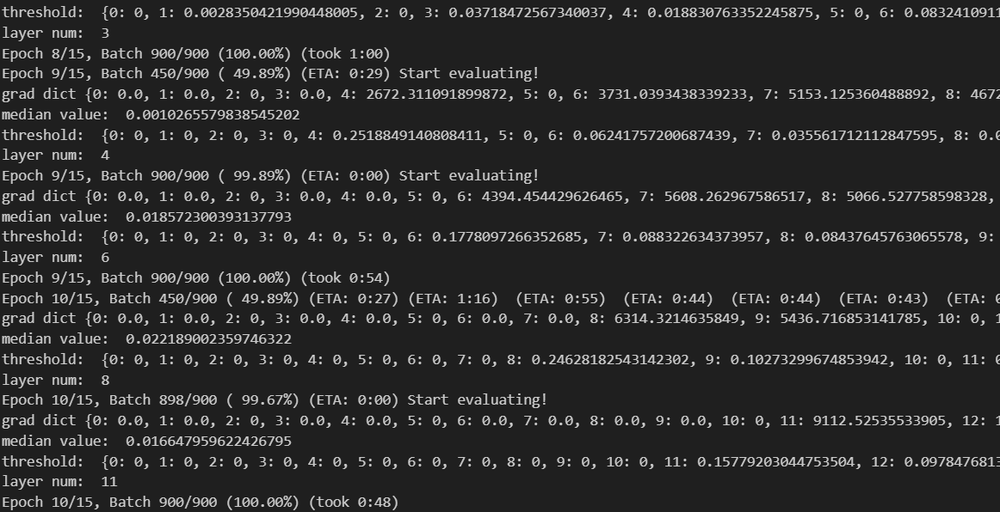 threshold:  {0: 0, 1: 0.0028350421990448005, 2: 0, 3: 0.03718472567340037, 4: 0.018830763352245875, 5: 0, 6: 0.0832410911
layer num:  3
Epoch 8/15, Batch 900/900 (100.00%) (took 1:00)
Epoch 9/15, Batch 450/900 ( 49.89%) (ETA: 0:29) Start evaluating!
grad dict {0: 0.0, 1: 0.0, 2: 0, 3: 0.0, 4: 2672.311091899872, 5: 0, 6: 3731.0393438339233, 7: 5153.125360488892, 8: 4672
median value:  0.0010265579838545202
threshold:  {0: 0, 1: 0, 2: 0, 3: 0, 4: 0.2518849140808411, 5: 0, 6: 0.06241757200687439, 7: 0.035561712112847595, 8: 0.0
layer num:  4
Epoch 9/15, Batch 900/900 ( 99.89%) (ETA: 0:00) Start evaluating!
grad dict {0: 0.0, 1: 0.0, 2: 0, 3: 0.0, 4: 0.0, 5: 0, 6: 4394.454429626465, 7: 5608.262967586517, 8: 5066.527758598328,
median value:  0.018572300393137793
threshold:  {0: 0, 1: 0, 2: 0, 3: 0, 4: 0, 5: 0, 6: 0.1778097266352685, 7: 0.088322634373957, 8: 0.08437645763065578, 9:
layer num:  6
Epoch 9/15, Batch 900/900 (100.00%) (took 0:54)
Epoch 10/15, Batch 450/900 ( 49.89%) (ETA: 0:27) (ETA: 1:16)  (ETA: 0:55)  (ETA: 0:44)  (ETA: 0:44)  (ETA: 0:43)  (ETA: 0
grad dict {0: 0.0, 1: 0.0, 2: 0, 3: 0.0, 4: 0.0, 5: 0, 6: 0.0, 7: 0.0, 8: 6314.3214635849, 9: 5436.716853141785, 10: 0, 1
median value:  0.022189002359746322
threshold:  {0: 0, 1: 0, 2: 0, 3: 0, 4: 0, 5: 0, 6: 0, 7: 0, 8: 0.24628182543142302, 9: 0.10273299674853942, 10: 0, 11: 0
layer num:  8
Epoch 10/15, Batch 898/900 ( 99.67%) (ETA: 0:00) Start evaluating!
grad dict {0: 0.0, 1: 0.0, 2: 0, 3: 0.0, 4: 0.0, 5: 0, 6: 0.0, 7: 0.0, 8: 0.0, 9: 0.0, 10: 0, 11: 9112.52535533905, 12: 1
median value:  0.016647959622426795
threshold:  {0: 0, 1: 0, 2: 0, 3: 0, 4: 0, 5: 0, 6: 0, 7: 0, 8: 0, 9: 0, 10: 0, 11: 0.15779203044753504, 12: 0.0978476813
layer num:  11
Epoch 10/15, Batch 900/900 (100.00%) (took 0:48)